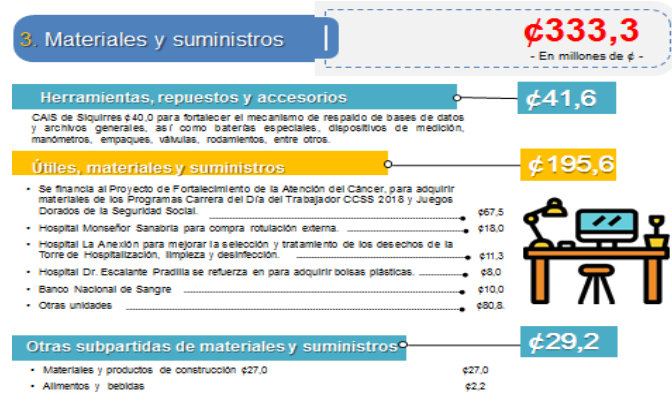 3. Materiales y suministros
¢333,3
- En millones de ¢ -
Herramientas, repuestos y accesorios
¢41,6
CAIS de Siquirres ¢40,0 para fortalecer el mecanismo de respaldo de bases de datos
y archivos generales, así como baterías especiales, dispositivos de medición,
manómetros, empaques, válvulas, rodamientos, entre otros.
Útiles, materiales y suministros
¢195,6
• Se financia al Proyecto de Fortalecimiento de la Atención del Cáncer, para adquirir
materiales de los Programas Carrera del Día del Trabajador CCSS 2018 y Juegos
Dorados de la Seguridad Social. ¢67,5
• Hospital Monseñor Sanabria para compra rotulación externa. ¢18,0
• Hospital La Anexión para mejorar la selección y tratamiento de los desechos de la
Torre de Hospitalización, limpieza y desinfección. ¢11,3
• Hospital Dr. Escalante Pradilla se refuerza en para adquirir bolsas plásticas. ¢8,0
• Banco Nacional de Sangre ¢10,0
• Otras unidades ¢80,8.
Otras subpartidas de materiales y suministros
¢29,2
• Materiales y productos de construcción ¢27,0 ¢27,0
• Alimentos y bebidas ¢2,2